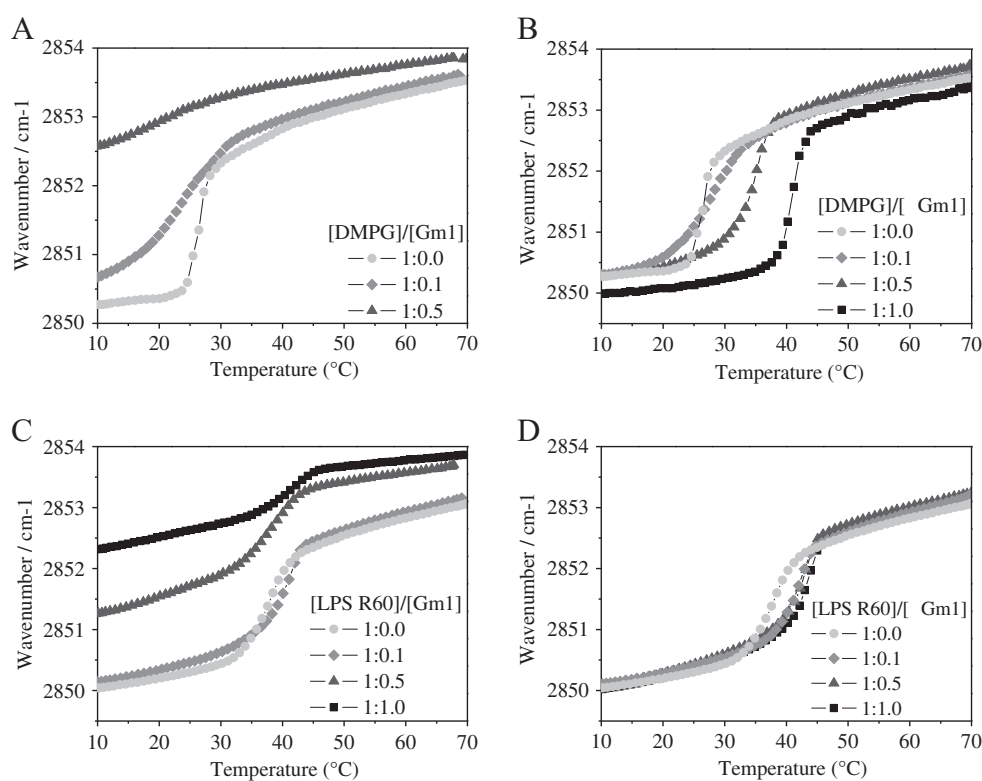 A
2854
2853
2852
2851
2850
Wavenumber / cm-1
[DMPG]/[Gm1]
1:0.0
1:0.1
1:0.5
10 20 30 40 50 60 70
Temperature (°C)
B
2854
2853
2852
2851
2850
Wavenumber / cm-1
[DMPG]/[ Gm1]
1:0.0
1:0.1
1:0.5
1:1.0
10 20 30 40 50 60 70
Temperature (°C)
C
2854
2853
2852
2851
2850
Wavenumber / cm-1
[LPS R60]/[Gm1]
1:0.0
1:0.1
1:0.5
1:1.0
10 20 30 40 50 60 70
Temperature (°C)
D
2854
2853
2852
2851
2850
Wavenumber / cm-1
[LPS R60]/[ Gm1]
1:0.0
1:0.1
1:0.5
1:1.0
10 20 30 40 50 60 70
Temperature (°C)